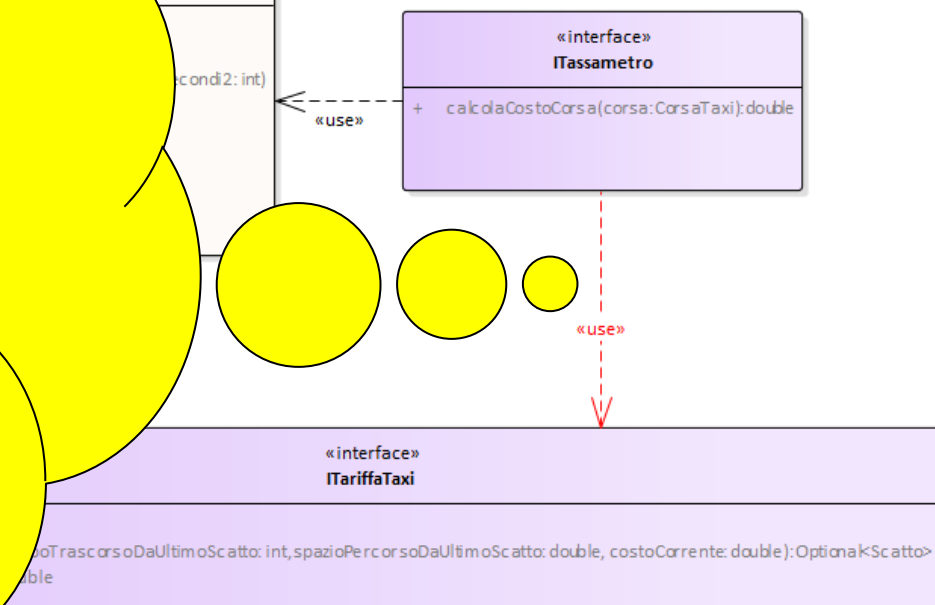 «interface»
ITassametro
econdi2: int)
+ calcolaCostoCorsa(corsa:CorsaTaxi):double
«use»
«use»
«interface»
ITariffaTaxi
TrascorsoDaUltimoScatto: int,spazioPercorsoDaUltimoScatto: double, costoCorrente: double):Optional<Scatto>
uble